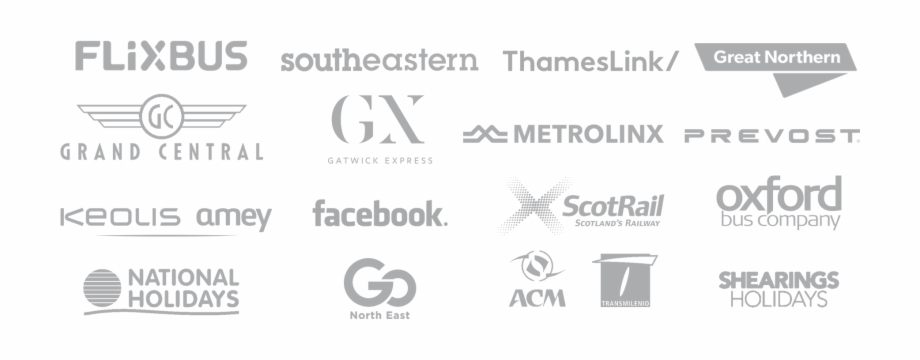 FLiXBUS
southeastern
ThamesLink/
Great Northern
GC
GRAND CENTRAL
GX
GATWICK EXPRESS
METROLINX
PREVOST.
KEOLIS amey
facebook.
ScotRail
SCOTLAND'S RAILWAY
oxford
bus company
NATIONAL
HOLIDAYS
Go
North East
ACM
TRANSMILENIO
SHEARINGS
HOLIDAYS